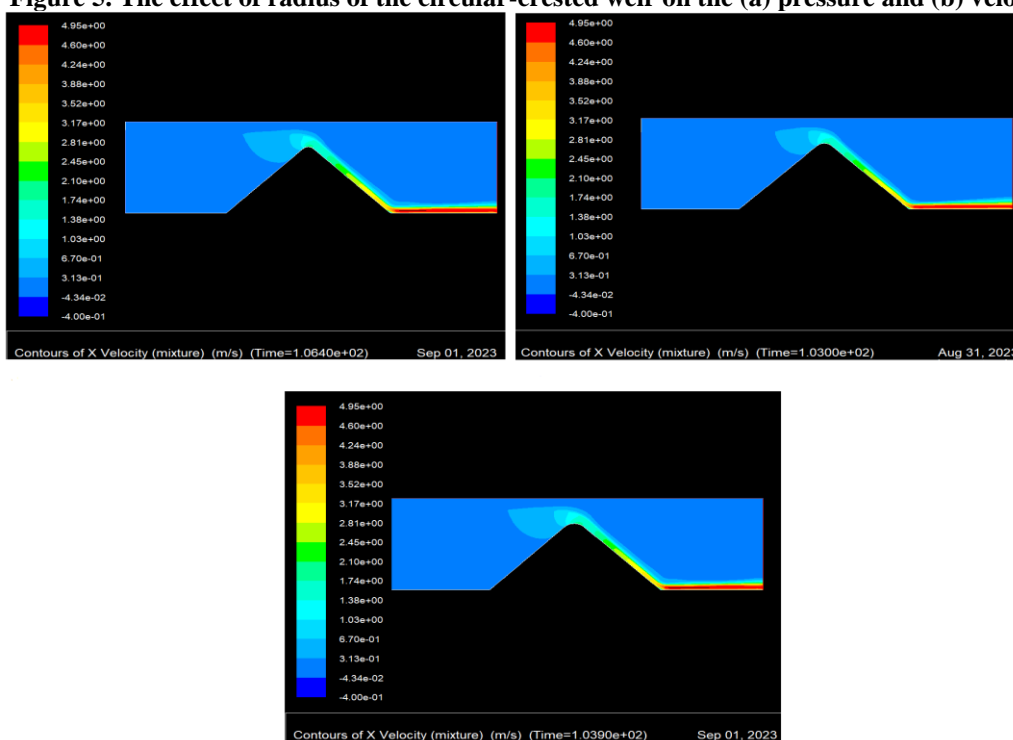 Figure 5. The effect of radius of the circular-crested weir on the (a) pressure and (b) velo
4.95e+00
4.60e+00
4.24e+00
3.88e+00
3.52e+00
3.17e+00
2.81e+00
2.45e+00
2.10e+00
1.74e+00
1.38e+00
1.03e+00
6.70e-01
3.13e-01
-4.34e-02
-4.00e-01
Contours of X Velocity (mixture) (m/s) (Time=1.0640e+02) Sep 01, 2023
4.95e+00
4.60e+00
4.24e+00
3.88e+00
3.52e+00
3.17e+00
2.81e+00
2.45e+00
2.10e+00
1.74e+00
1.38e+00
1.03e+00
6.70e-01
3.13e-01
-4.34e-02
-4.00e-01
Contours of X Velocity (mixture) (m/s) (Time=1.0300e+02) Aug 31, 2023
4.95e+00
4.60e+00
4.24e+00
3.88e+00
3.52e+00
3.17e+00
2.81e+00
2.45e+00
2.10e+00
1.74e+00
1.38e+00
1.03e+00
6.70e-01
3.13e-01
-4.34e-02
-4.00e-01
Contours of X Velocity (mixture) (m/s) (Time=1.0390e+02) Sep 01, 2023